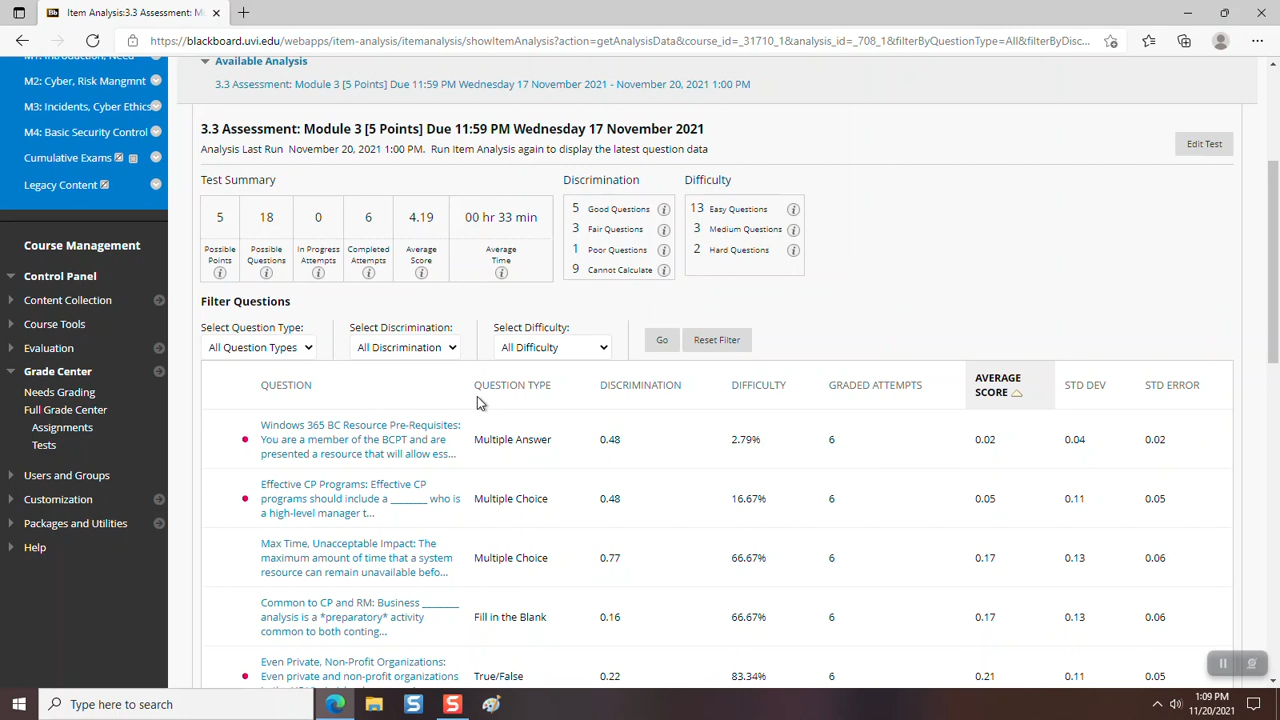 Item Analysis:3.3 Assessment: M
https://blackboard.uvi.edu/webapps/item-analysis/itemanalysis/showItemAnalysis?action=getAnalysisData&course_id=_31710_1&analysis_id=_708_1&filterByQuestionType=All&filterByDisc...
M1: Introduction, Need
M2: Cyber, Risk Mangmnt
M3: Incidents, Cyber Ethics
M4: Basic Security Control
Cumulative Exams
Legacy Content
Course Management
Control Panel
Content Collection
Course Tools
Evaluation
Grade Center
Needs Grading
Full Grade Center
Assignments
Tests
Users and Groups
Customization
Packages and Utilities
Help
Available Analysis
3.3 Assessment: Module 3 [5 Points] Due 11:59 PM Wednesday 17 November 2021 - November 20, 2021 1:00 PM
3.3 Assessment: Module 3 [5 Points] Due 11:59 PM Wednesday 17 November 2021
Analysis Last Run November 20, 2021 1:00 PM. Run Item Analysis again to display the latest question data
Edit Test
Test Summary
5 18 0 6 4.19 00 hr 33 min
Possible Points
Possible Questions
In Progress Attempts
Completed Attempts
Average Score
Average Time
Discrimination
5 Good Questions
3 Fair Questions
1 Poor Questions
9 Cannot Calculate
Difficulty
13 Easy Questions
3 Medium Questions
2 Hard Questions
Filter Questions
Select Question Type: Select Discrimination: Select Difficulty:
All Question Types All Discrimination All Difficulty Go Reset Filter
QUESTION QUESTION TYPE DISCRIMINATION DIFFICULTY GRADED ATTEMPTS AVERAGE SCORE STD DEV STD ERROR
Windows 365 BC Resource Pre-Requisites:
You are a member of the BCPT and are
presented a resource that will allow ess...
Multiple Answer 0.48 2.79% 6 0.02 0.04 0.02
Effective CP Programs: Effective CP
programs should include a ________ who is
a high-level manager t...
Multiple Choice 0.48 16.67% 6 0.05 0.11 0.05
Max Time, Unacceptable Impact: The
maximum amount of time that a system
resource can remain unavailable befo...
Multiple Choice 0.77 66.67% 6 0.17 0.13 0.06
Common to CP and RM: Business _______
analysis is a *preparatory* activity
common to both conting...
Fill in the Blank 0.16 66.67% 6 0.17 0.13 0.06
Even Private, Non-Profit Organizations:
Even private and non-profit organizations
True/False 0.22 83.34% 6 0.21 0.11 0.05
Type here to search
1:09 PM
11/20/2021